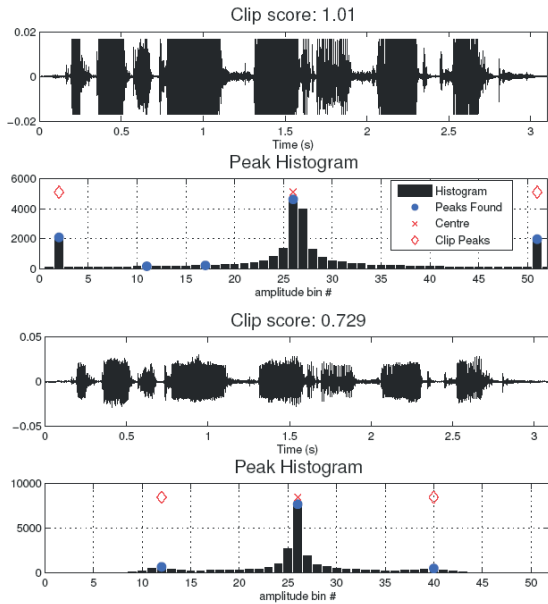 Clip score: 1.01
0.02
0
−0.02
0 0.5 1 1.5 2 2.5 3
Time (s)
Peak Histogram
6000
4000
2000
0
0 5 10 15 20 25 30 35 40 45 50
amplitude bin #
Histogram
Peaks Found
Centre
Clip Peaks
Clip score: 0.729
0.05
0
−0.05
0 0.5 1 1.5 2 2.5 3
Time (s)
Peak Histogram
10000
5000
0
0 5 10 15 20 25 30 35 40 45 50
amplitude bin #